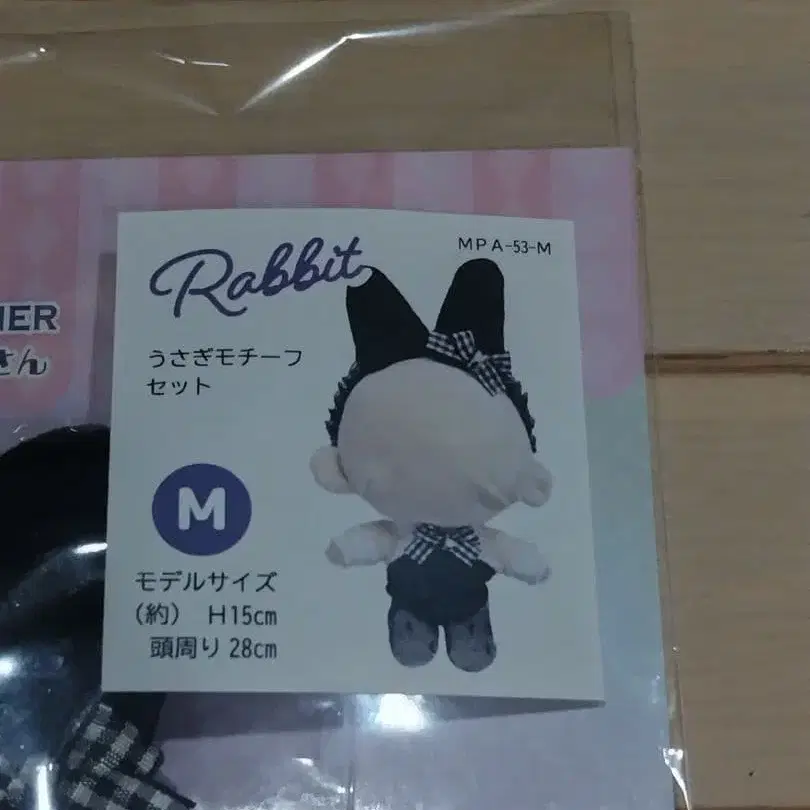 Rabbit
MPA-53-M
うさぎモチーフ
セット
M
モデルサイズ
(約) H15cm
頭周り 28cm
IER
さん